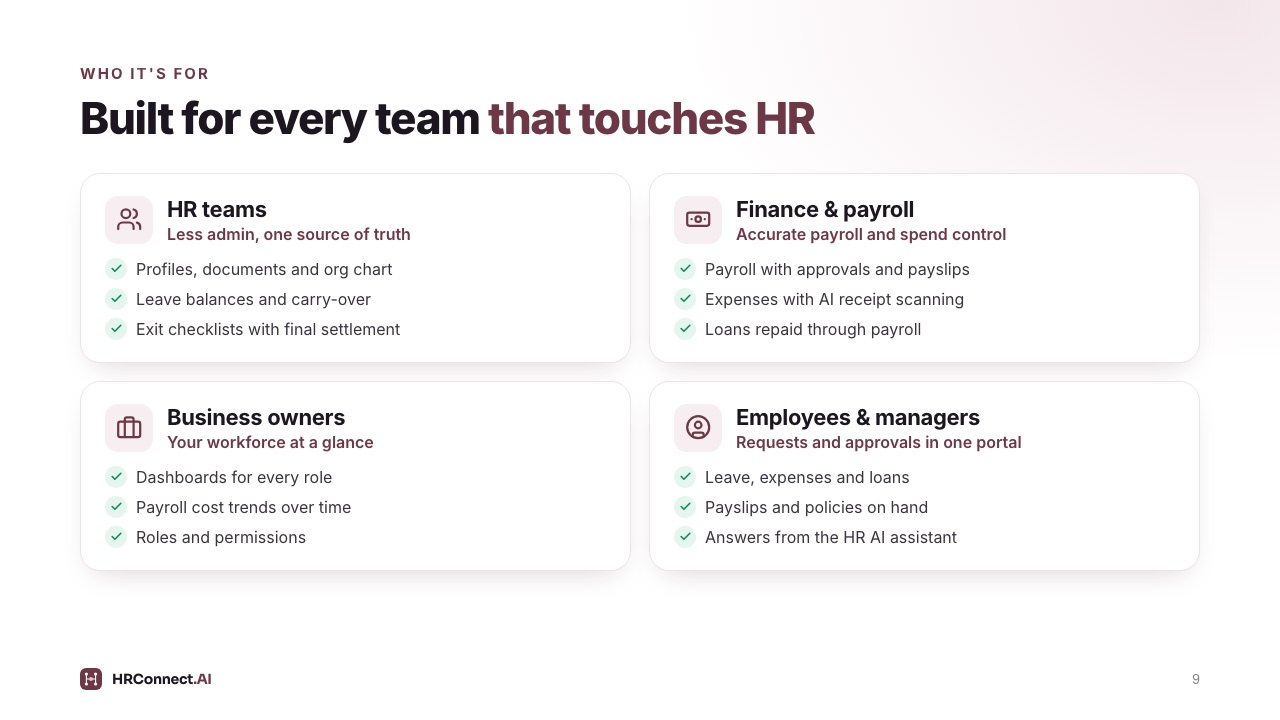 WHO IT'S FOR
Built for every team that touches HR
HR teams
Less admin, one source of truth
Profiles, documents and org chart
Leave balances and carry-over
Exit checklists with final settlement
Finance & payroll
Accurate payroll and spend control
Payroll with approvals and payslips
Expenses with AI receipt scanning
Loans repaid through payroll
Business owners
Your workforce at a glance
Dashboards for every role
Payroll cost trends over time
Roles and permissions
Employees & managers
Requests and approvals in one portal
Leave, expenses and loans
Payslips and policies on hand
Answers from the HR AI assistant
HRConnect.AI
9